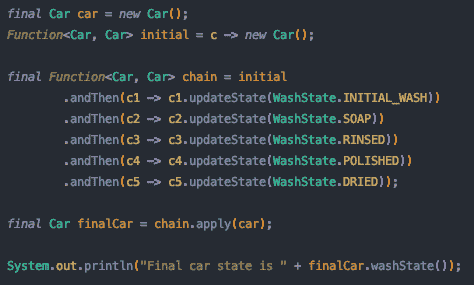 final Car car = new Car();
Function<Car, Car> initial = c -> new Car();
final Function<Car, Car> chain = initial
.andThen(c1 -> c1.updateState(WashState.INITIAL_WASH))
.andThen(c2 -> c2.updateState(WashState.SOAP))
.andThen(c3 -> c3.updateState(WashState.RINSED))
.andThen(c4 -> c4.updateState(WashState.POLISHED))
.andThen(c5 -> c5.updateState(WashState.DRIED));
final Car finalCar = chain.apply(car);
System.out.println("Final car state is " + finalCar.washState());